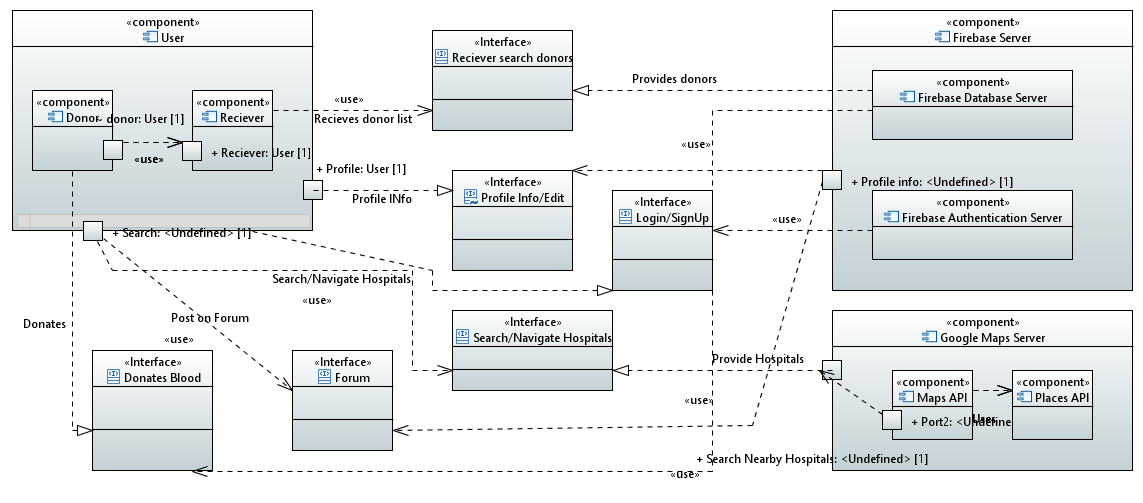 «component»
User
«component»
Donor
- donor: User [1]
«use»
«component»
Reciever
+ Reciever: User [1]
«use»
Recieves donor list
+ Profile: User [1]
Profile INfo
+ Search: <Undefined> [1]
Search/Navigate Hospitals
«use»
Post on Forum
Donates
«use»
«Interface»
Reciever search donors
Provides donors
«use»
«Interface»
Profile Info/Edit
«Interface»
Login/SignUp
«use»
«Interface»
Search/Navigate Hospitals
Provide Hospitals
«Interface»
Donates Blood
«Interface»
Forum
«use»
«use»
«component»
Firebase Server
«component»
Firebase Database Server
+ Profile info: <Undefined> [1]
«component»
Firebase Authentication Server
«component»
Google Maps Server
«component»
Maps API
«component»
Places API
+ Port2: <Undefine
+ Search Nearby Hospitals: <Undefined> [1]